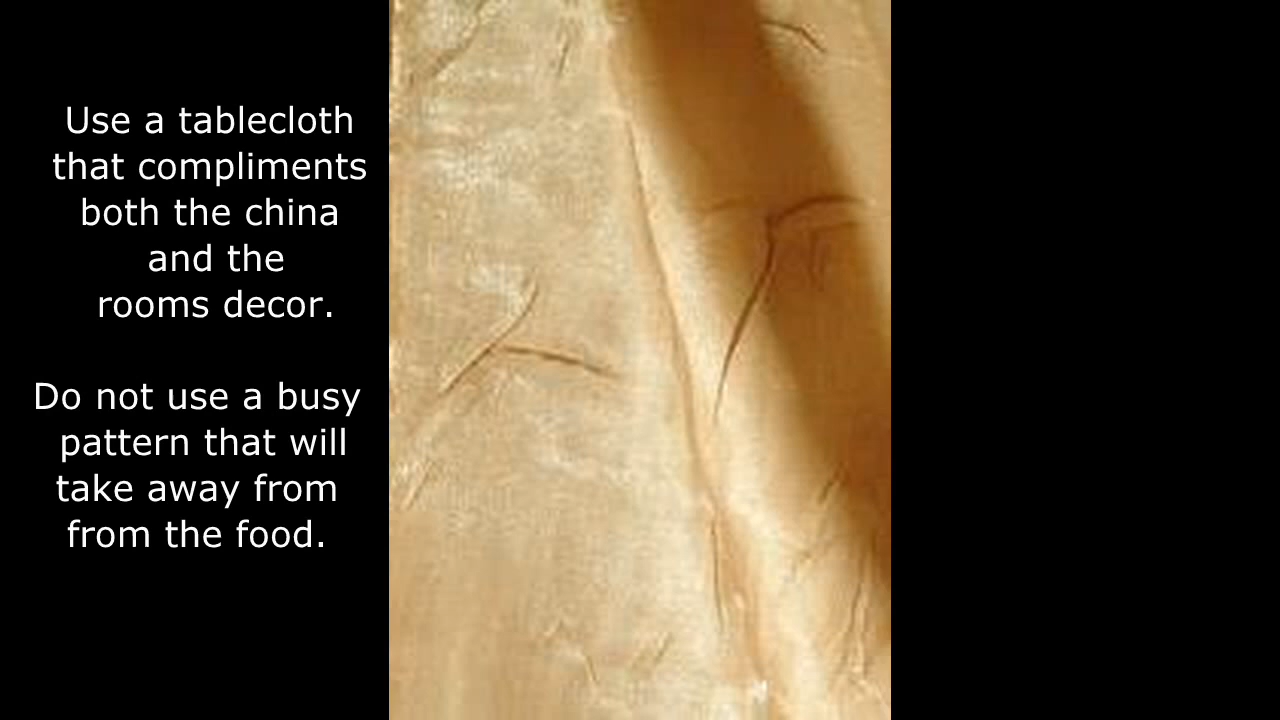 Use a tablecloth
that compliments
both the china
and the
rooms decor.
Do not use a busy
pattern that will
take away from
from the food.